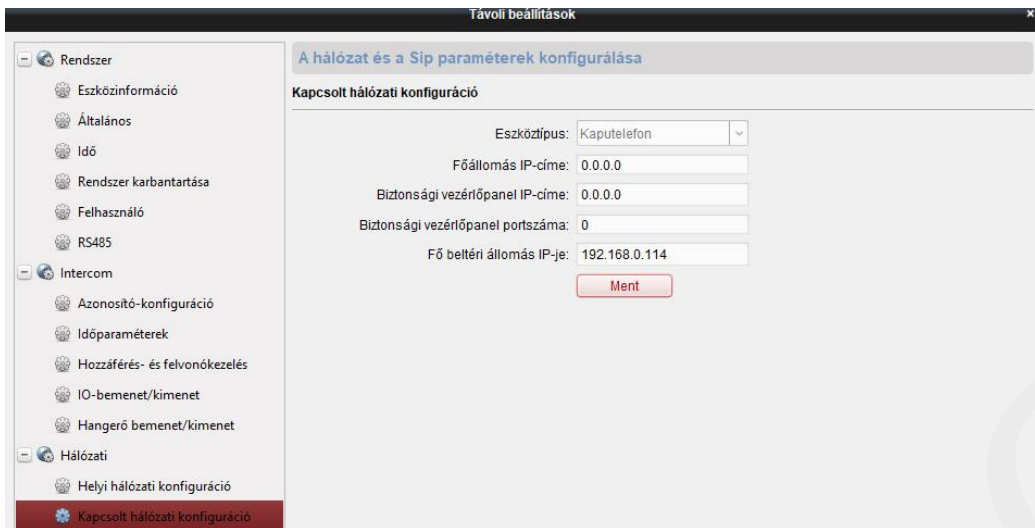 Távoli beállítások
x
Rendszer
Eszközinformáció
Általános
Idő
Rendszer karbantartása
Felhasználó
RS485
Intercom
Azonosító-konfiguráció
Időparaméterek
Hozzáférés- és felvonókezelés
IO-bemenet/kimenet
Hangerő bemenet/kimenet
Hálózati
Helyi hálózati konfiguráció
Kapcsolt hálózati konfiguráció
A hálózat és a Sip paraméterek konfigurálása
Kapcsolt hálózati konfiguráció
Eszköztípus: Kaputelefon
Főállomás IP-címe: 0.0.0.0
Biztonsági vezérlőpanel IP-címe: 0.0.0.0
Biztonsági vezérlőpanel portszáma: 0
Fő beltéri állomás IP-je: 192.168.0.114
Ment